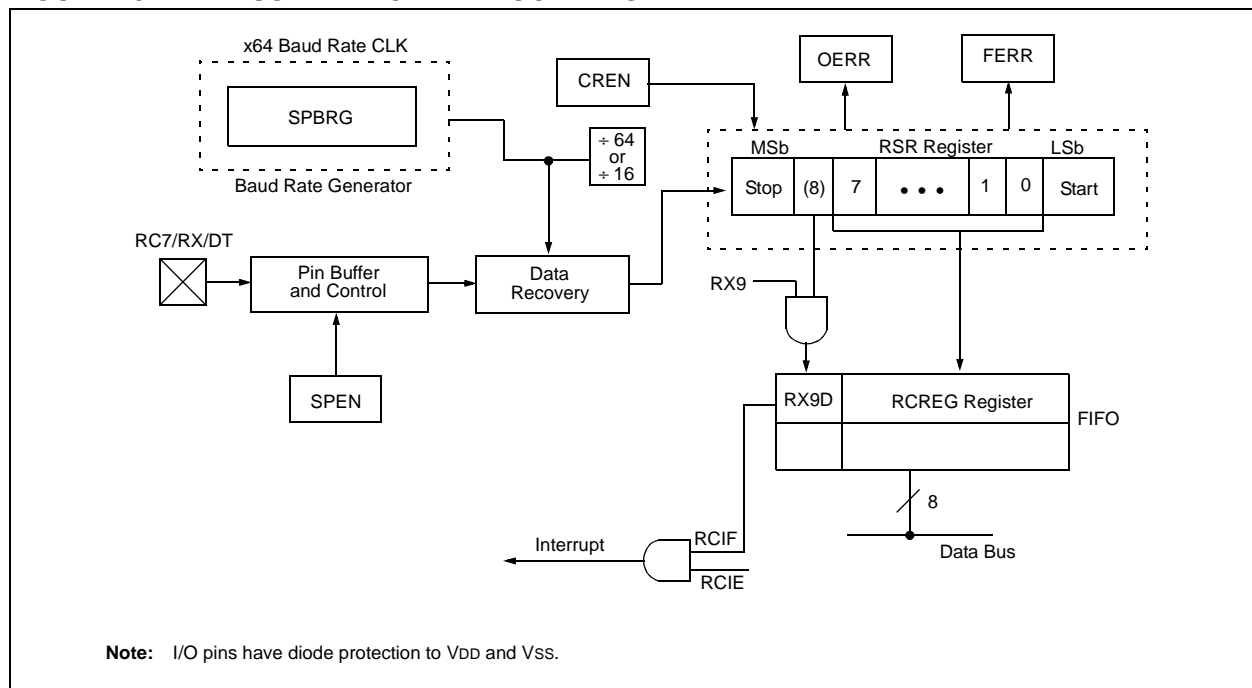 x64 Baud Rate CLK
SPBRG
Baud Rate Generator
CREN
OERR
FERR
÷ 64
or
÷ 16
MSb
RSR Register
LSb
Stop
(8)
7
• • •
1
0
Start
RC7/RX/DT
Pin Buffer
and Control
Data
Recovery
RX9
SPEN
RX9D
RCREG Register
FIFO
8
Data Bus
Interrupt
RCIF
RCIE
Note: I/O pins have diode protection to VDD and VSS.